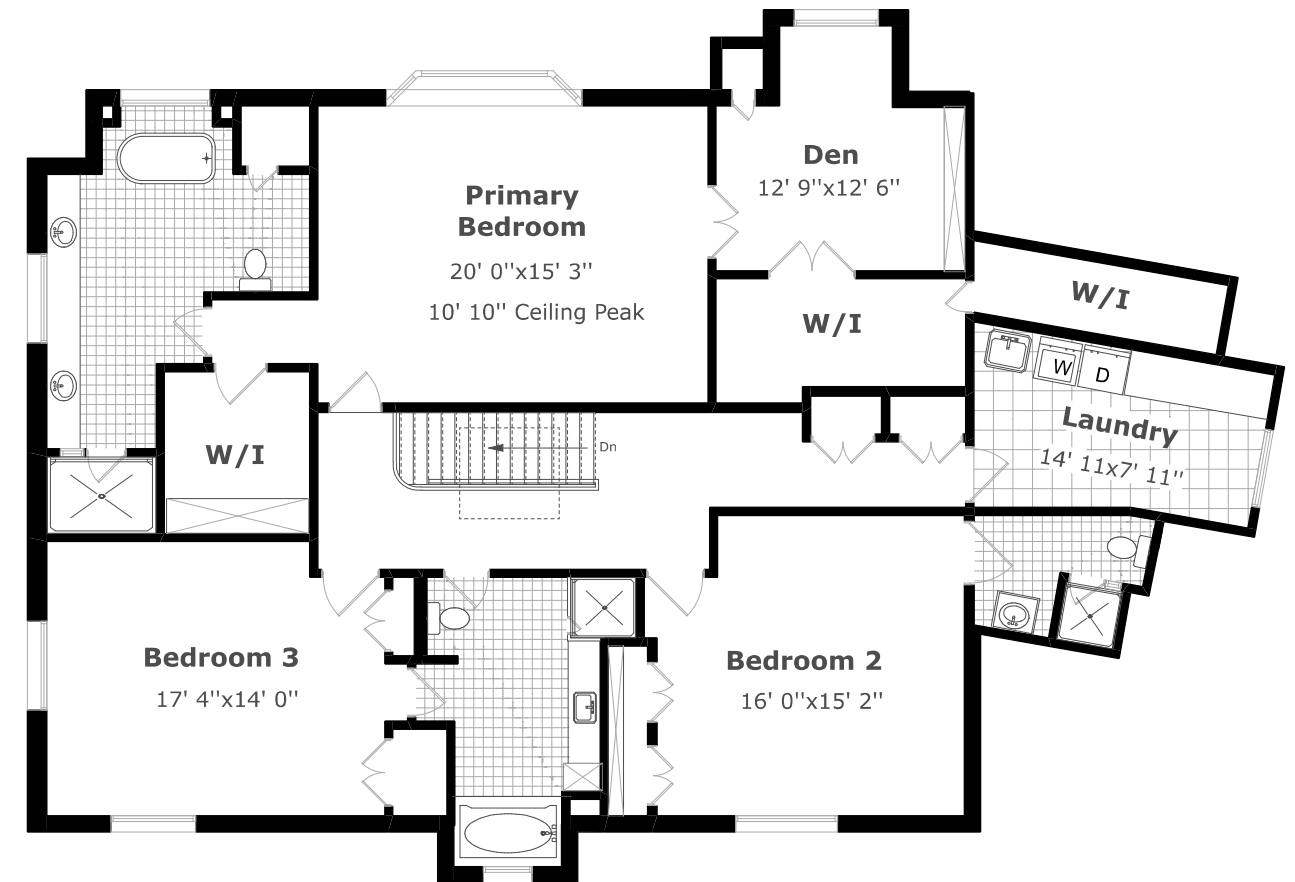 Den
12' 9"x12' 6"
Primary
Bedroom
20' 0"x15' 3"
10' 10" Ceiling Peak
W/I
W/I
W
D
Laundry
14' 11x7' 11"
W/I
Dn
Bedroom 3
17' 4"x14' 0"
Bedroom 2
16' 0"x15' 2"